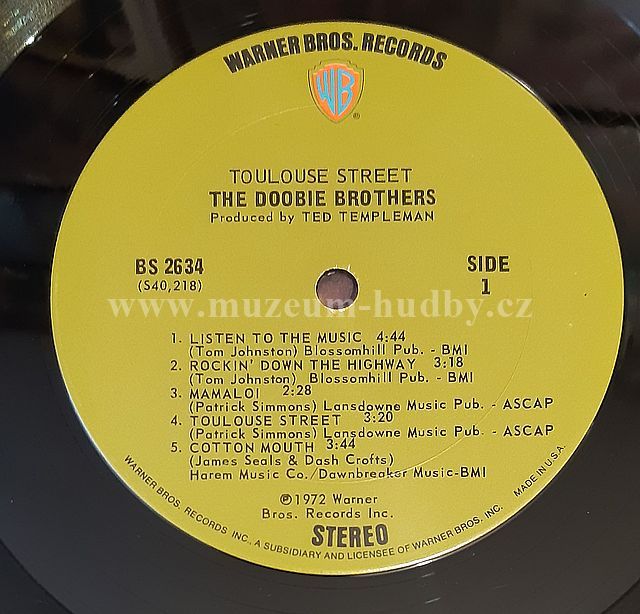 WARNER BROS. RECORDS
WB
®
TOULOUSE STREET
THE DOOBIE BROTHERS
Produced by TED TEMPLEMAN
BS 2634
(S40,218)
SIDE
1
www.muzeum-hudby.cz
1. LISTEN TO THE MUSIC 4:44
(Tom Johnston) Blossomhill Pub. - BMI
2. ROCKIN' DOWN THE HIGHWAY 3:18
(Tom Johnston) Blossomhill Pub. - BMI
3. MAMALOI 2:28
(Patrick Simmons) Lansdowne Music Pub. - ASCAP
4. TOULOUSE STREET 3:20
(Patrick Simmons) Lansdowne Music Pub. - ASCAP
5. COTTON MOUTH 3:44
(James Seals & Dash Crofts)
Harem Music Co./Dawnbreaker Music-BMI
℗1972 Warner
Bros. Records Inc.
STEREO
WARNER BROS. RECORDS INC., A SUBSIDIARY AND LICENSEE OF WARNER BROS. INC.
MADE IN U.S.A.